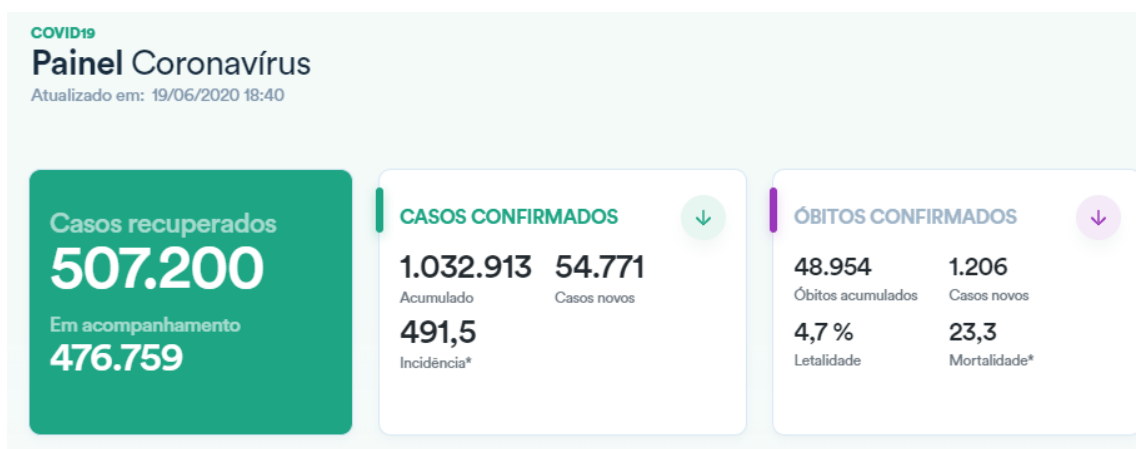 COVID19
Painel Coronavírus
Atualizado em: 19/06/2020 18:40
Casos recuperados
507.200
Em acompanhamento
476.759
CASOS CONFIRMADOS
1.032.913 54.771
Acumulado Casos novos
491,5
Incidência*
ÓBITOS CONFIRMADOS
48.954 1.206
Óbitos acumulados Casos novos
4,7 % 23,3
Letalidade Mortalidade*